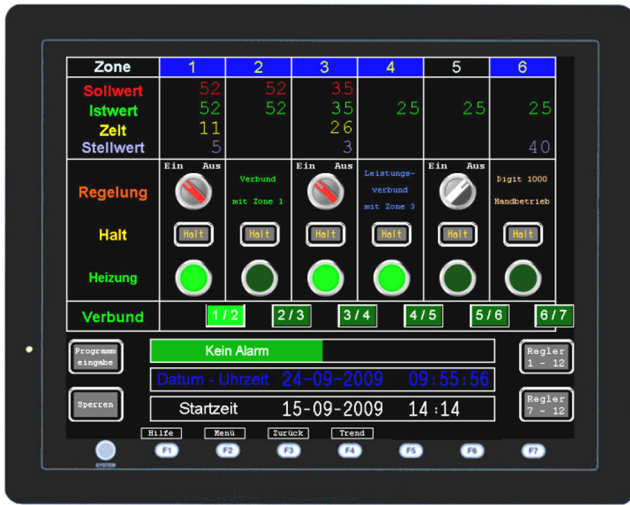 Zone 1 2 3 4 5 6
Sollwert 52 52 35
Istwert 52 52 35 25 25 25
Zeit 11 26
Stellwert 5 3 40
Regelung
Ein Aus
Verbund
mit Zone 1
Ein Aus
Leistungs-
verbund
mit Zone 3
Ein Aus
Digit 1000
Handbetrieb
Halt Halt Halt Halt Halt Halt Halt
Heizung
Verbund 1/2 2/3 3/4 4/5 5/6 6/7
Programm
eingabe
Kein Alarm
Regler
1 - 12
Datum - Uhrzeit 24-09-2009 09:55:56
Sperren
Startzeit 15-09-2009 14:14
Regler
7 - 12
Hilfe Menü Zurück Trend
SYSTEM F1 F2 F3 F4 F5 F6 F7